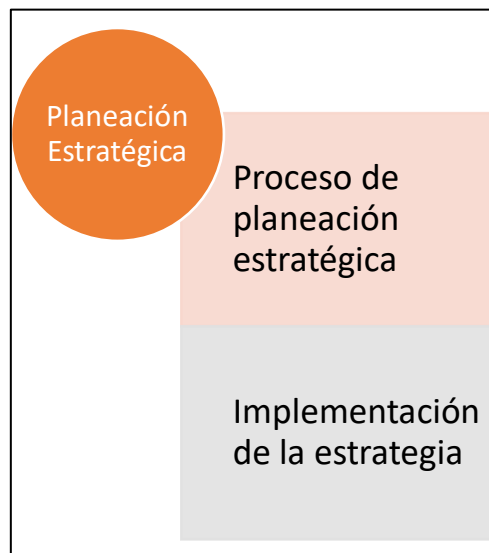 Planeación
Estratégica
Proceso de
planeación
estratégica
Implementación
de la estrategia